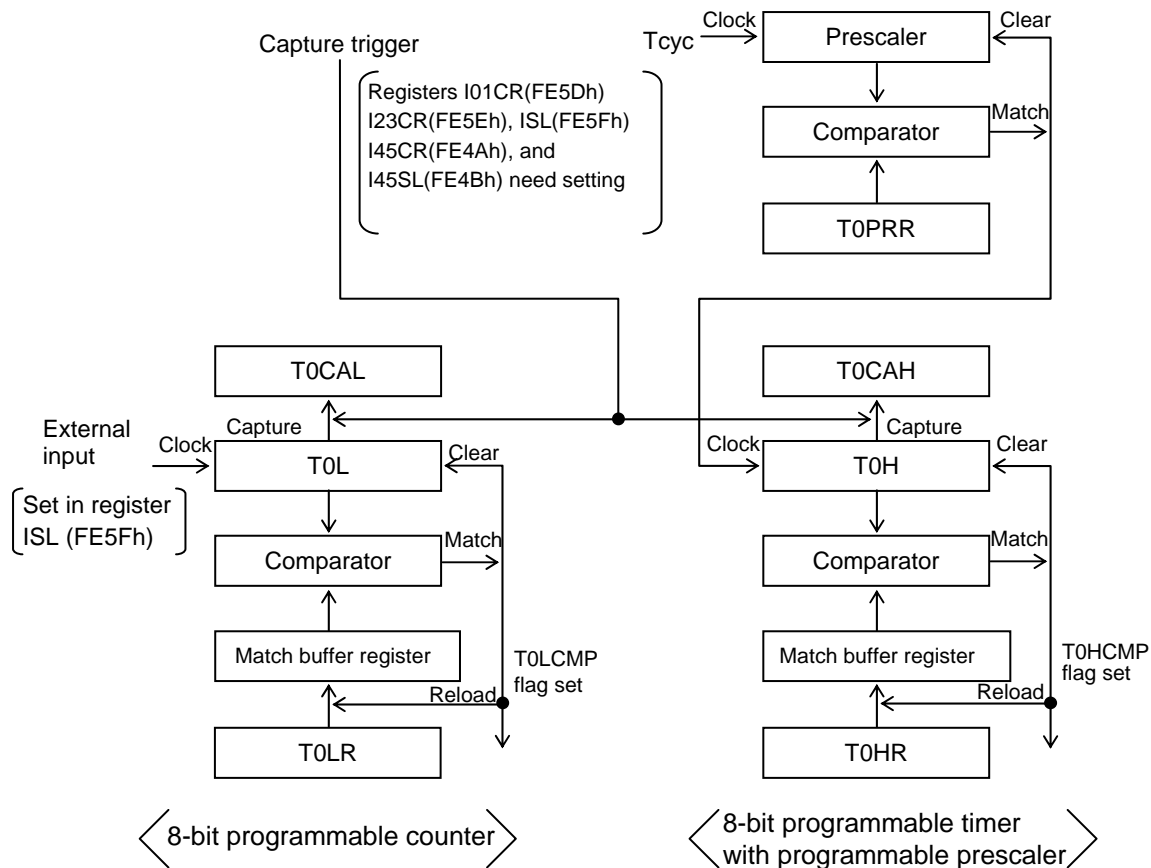 Clock
Clear
Capture trigger
Tcyc
Prescaler
Registers I01CR(FE5Dh)
I23CR(FE5Eh), ISL(FE5Fh)
I45CR(FE4Ah), and
I45SL(FE4Bh) need setting
Comparator
Match
T0PRR
T0CAL
T0CAH
External
input
Clock
Capture
T0L
Clear
Clock
Capture
T0H
Clear
Set in register
ISL (FE5Fh)
Comparator
Match
Comparator
Match
Match buffer register
T0LCMP
flag set
Match buffer register
T0HCMP
flag set
Reload
Reload
T0LR
T0HR
8-bit programmable counter
8-bit programmable timer
with programmable prescaler